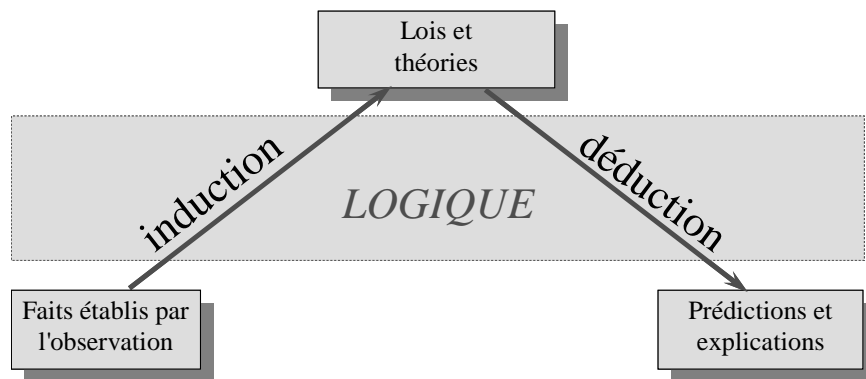 Lois et
théories
induction
déduction
LOGIQUE
Faits établis par
l'observation
Prédictions et
explications